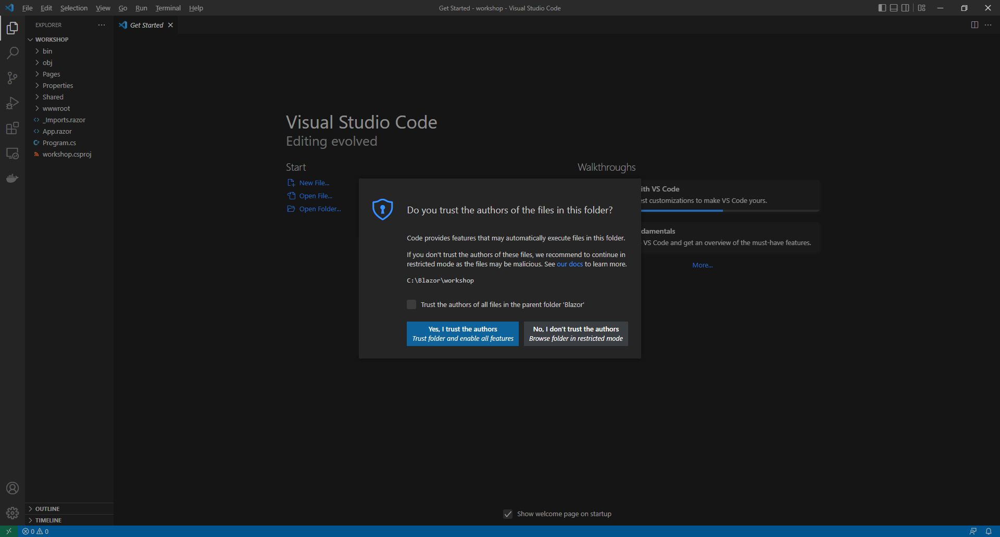 File Edit Selection View Go Run Terminal Help
Get Started - workshop - Visual Studio Code
EXPLORER
Get Started
WORKSHOP
bin
obj
Pages
Properties
Shared
wwwroot
_Imports.razor
App.razor
Program.cs
workshop.csproj
OUTLINE
TIMELINE
Visual Studio Code
Editing evolved
Start
New File...
Open File...
Open Folder...
Walkthroughs
with VS Code
est customizations to make VS Code yours.
damentals
VS Code and get an overview of the must-have features.
More...
Do you trust the authors of the files in this folder?
Code provides features that may automatically execute files in this folder.
If you don't trust the authors of these files, we recommend to continue in
restricted mode as the files may be malicious. See our docs to learn more.
C:\Blazor\workshop
Trust the authors of all files in the parent folder 'Blazor'
Yes, I trust the authors
Trust folder and enable all features
No, I don't trust the authors
Browse folder in restricted mode
Show welcome page on startup
0 0